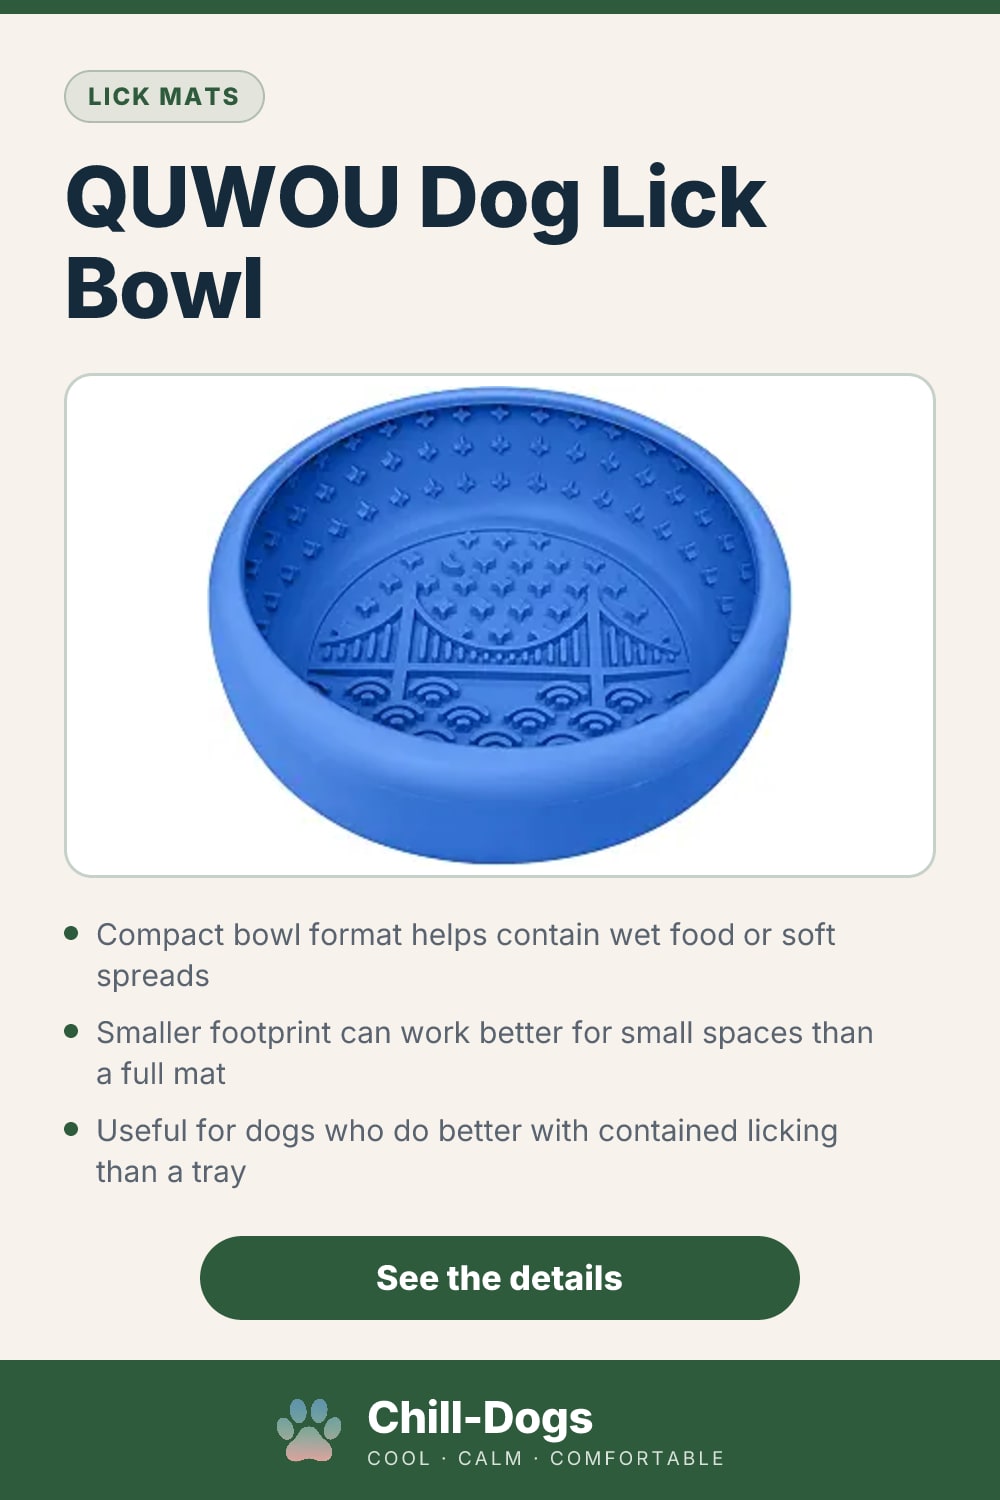 LICK MATS
QUWOU Dog Lick
Bowl
Compact bowl format helps contain wet food or soft
spreads
Smaller footprint can work better for small spaces than
a full mat
Useful for dogs who do better with contained licking
than a tray
See the details
Chill-Dogs
COOL · CALM · COMFORTABLE